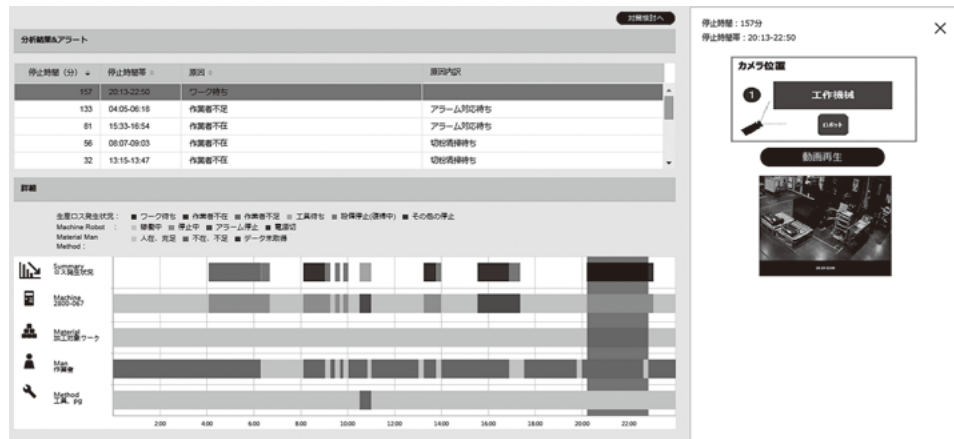 対策検討へ
分析結果&アラート
停止時間（分） 停止時間帯 原因 原因内訳
157 20:13-22:50 ワーク待ち
133 04:05-06:18 作業者不足 アラーム対応待ち
81 15:33-16:54 作業者不在 アラーム対応待ち
56 08:07-09:03 作業者不在 切粉清掃待ち
32 13:15-13:47 作業者不在 切粉清掃待ち
詳細
生産ロス発生状況： ワーク待ち 作業者不在 作業者不足 工具待ち 設備停止(復帰中) その他の停止
Machine Robot ： 稼働中 停止中 アラーム停止 電源切
Material Man 人在、充足 不在、不足 データ未取得
Method：
Summary
ロス発生状況
Machine
2800-067
Material
加工対象ワーク
Man
作業者
Method
工具、pg
2:00 4:00 6:00 8:00 10:00 12:00 14:00 16:00 18:00 20:00 22:00
停止時間：157分
停止時間帯：20:13-22:50
カメラ位置
1 工作機械
ロボット
動画再生